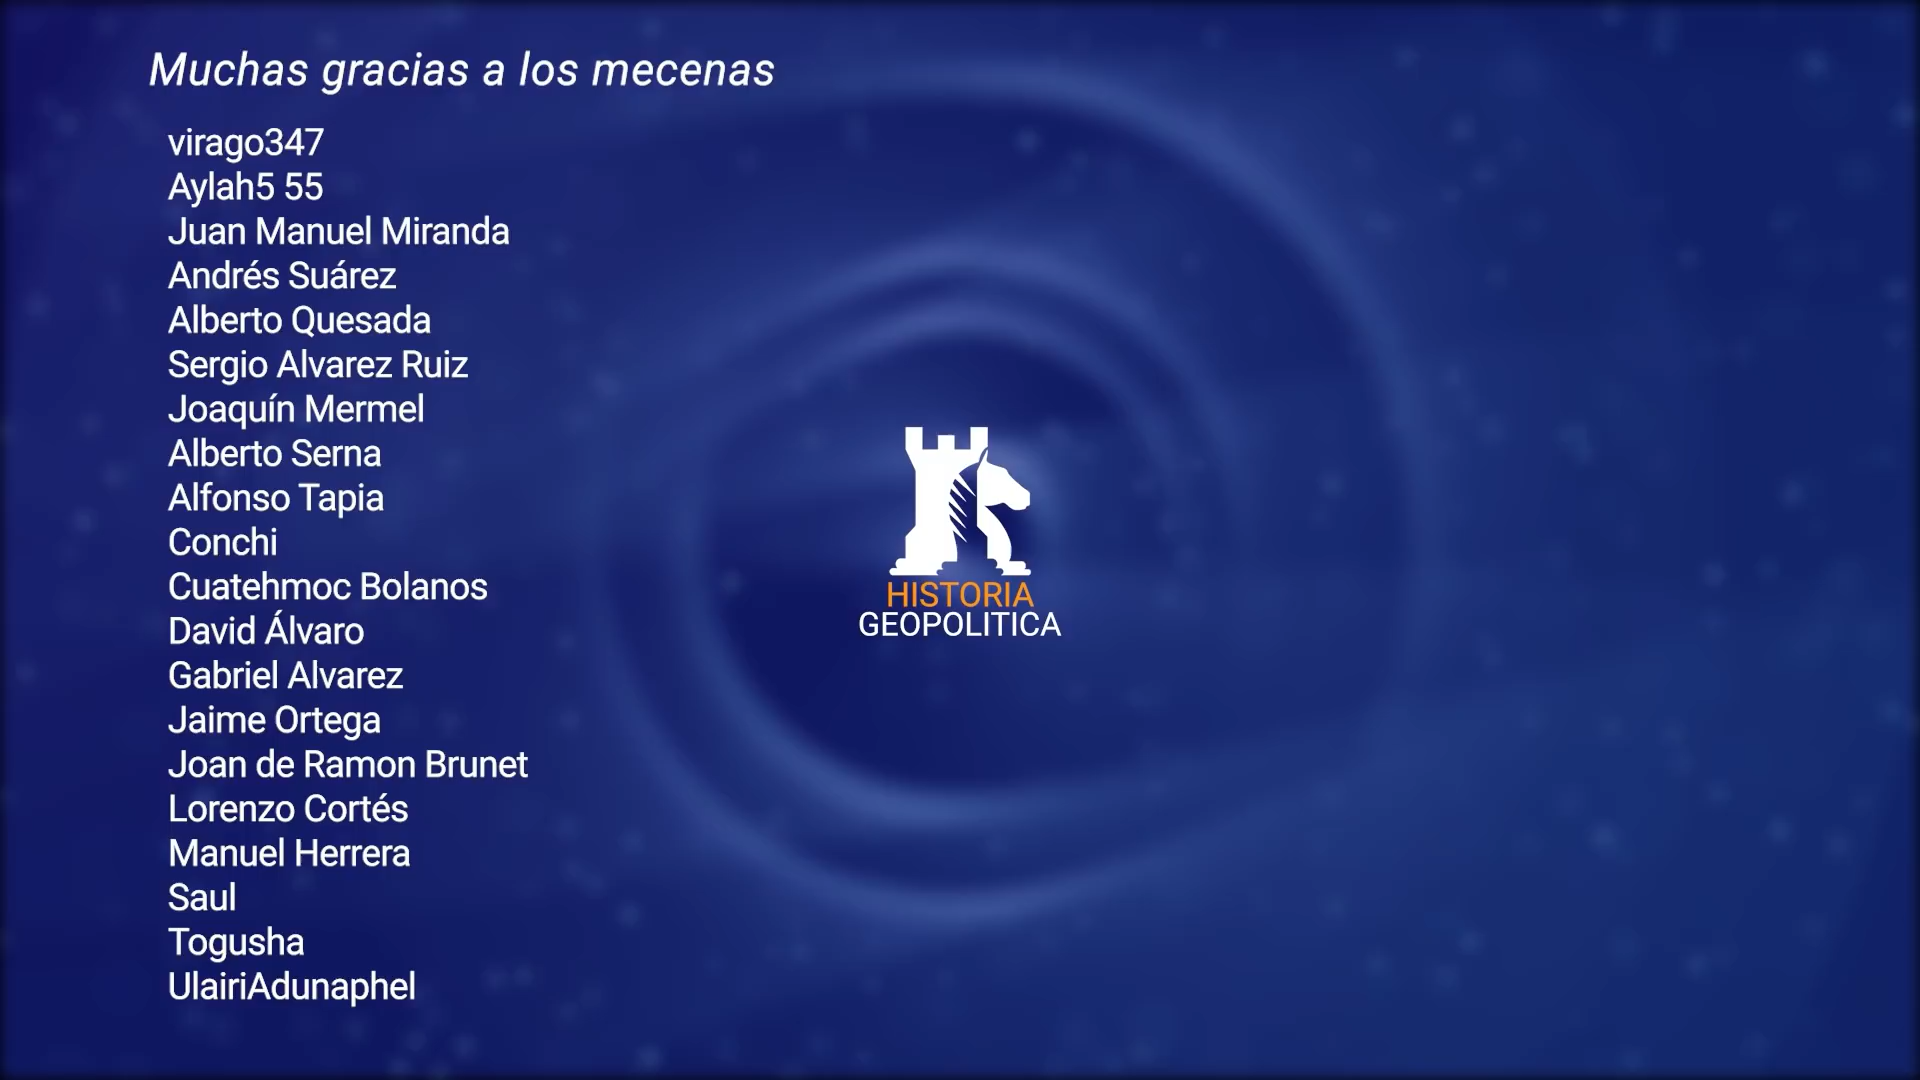 Muchas gracias a los mecenas
virago347
Aylah5 55
Juan Manuel Miranda
Andrés Suárez
Alberto Quesada
Sergio Alvarez Ruiz
Joaquín Mermel
Alberto Serna
Alfonso Tapia
Conchi
Cuatehmoc Bolanos
David Álvaro
Gabriel Alvarez
Jaime Ortega
Joan de Ramon Brunet
Lorenzo Cortés
Manuel Herrera
Saul
Togusha
UlairiAdunaphel
HISTORIA
GEOPOLITICA